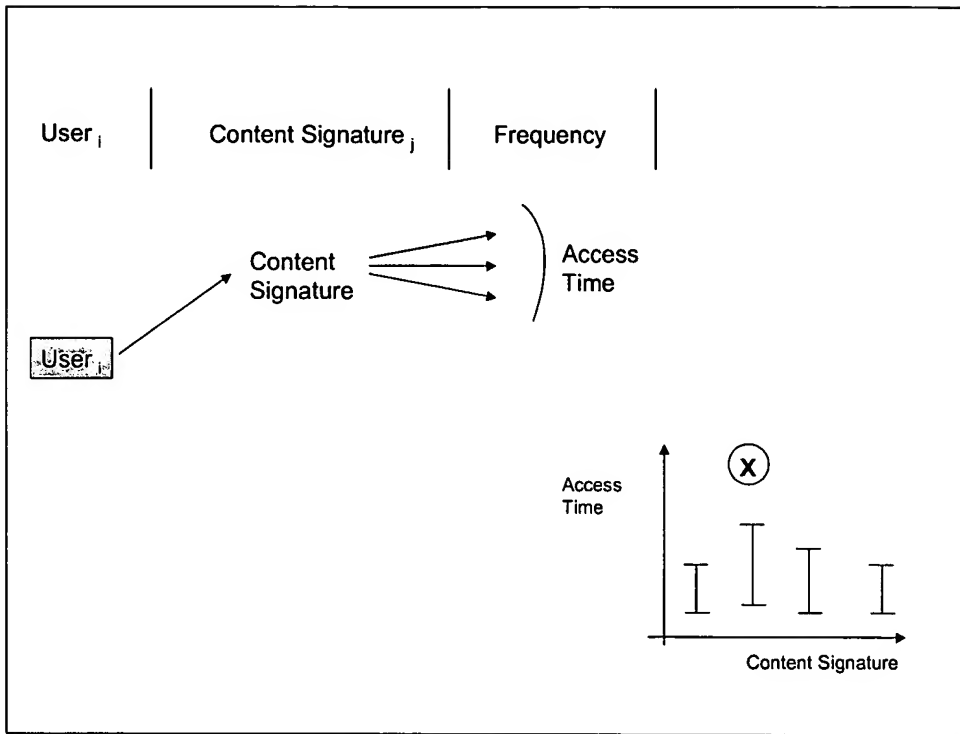 User i Content Signature j Frequency
Content
Signature
Access
Time
User i
X
Access
Time
Content Signature